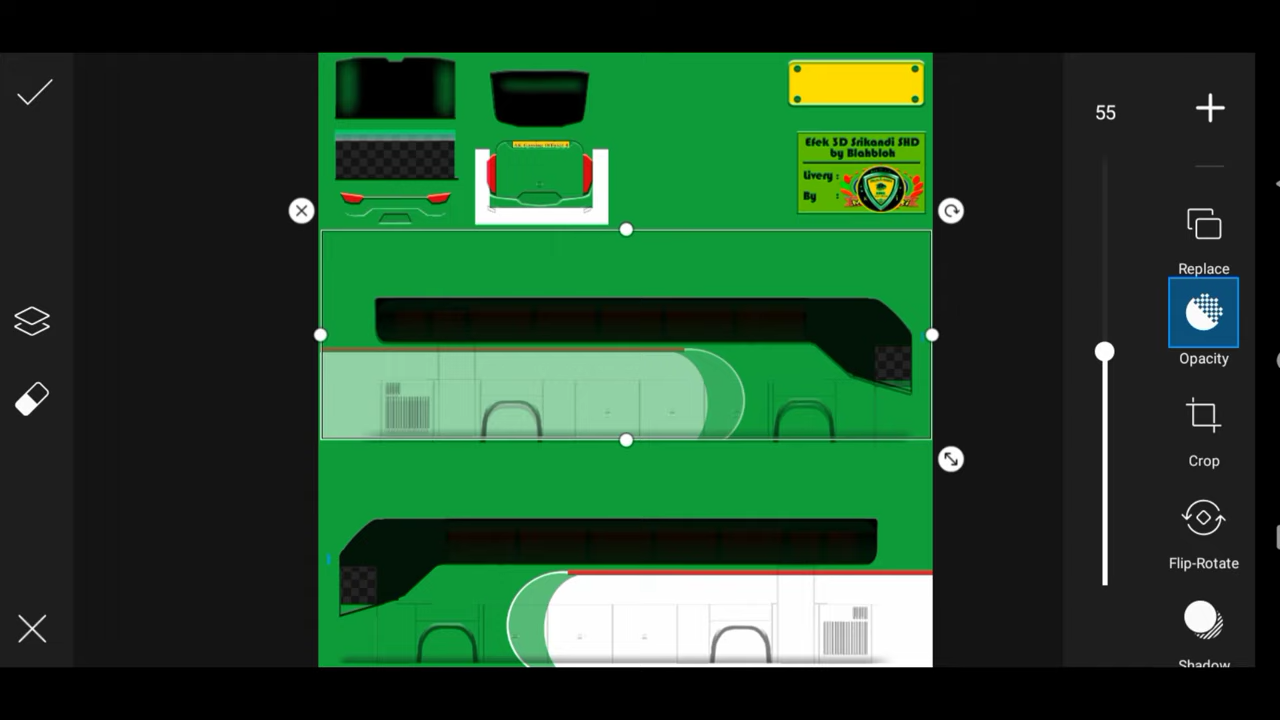 55
Efek 3D Srikandi SHD
by Blahbloh
Livery :
By :
Replace
Opacity
Crop
Flip-Rotate
Shadow